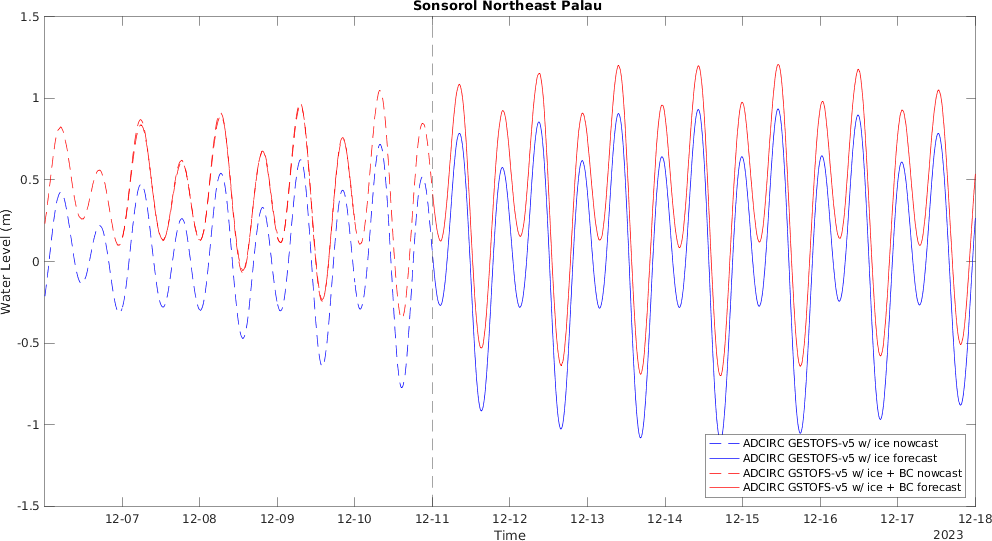 Sonsorol Northeast Palau
1.5
1
0.5
0
-0.5
-1
-1.5
Water Level (m)
ADCIRC GESTOFS-v5 w/ ice nowcast
ADCIRC GESTOFS-v5 w/ ice forecast
ADCIRC GSTOFS-v5 w/ ice + BC nowcast
ADCIRC GSTOFS-v5 w/ ice + BC forecast
12-07 12-08 12-09 12-10 12-11 12-12 12-13 12-14 12-15 12-16 12-17 12-18
Time
2023